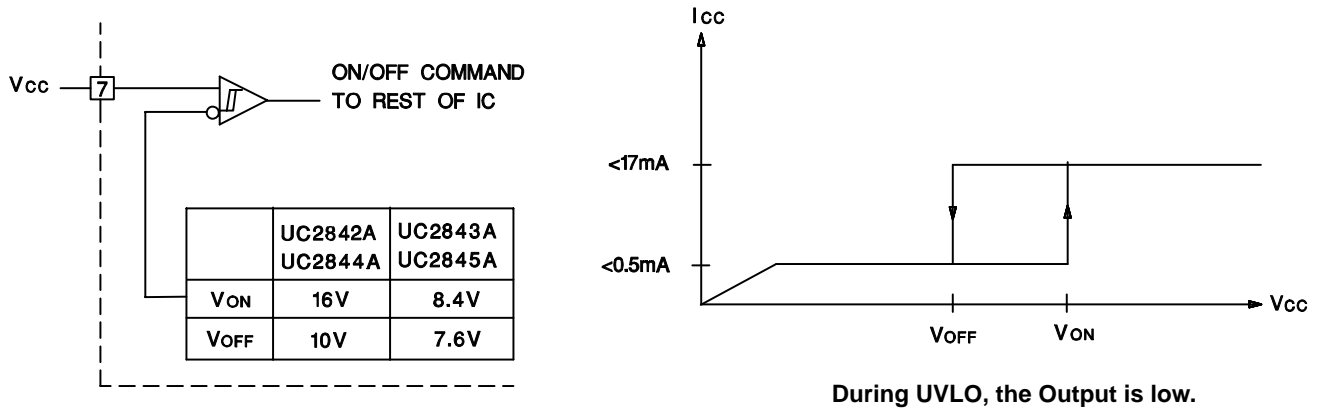 Vcc
7
ON/OFF COMMAND
TO REST OF IC
UC2842A UC2843A
UC2844A UC2845A
VON 16V 8.4V
VOFF 10V 7.6V
Icc
<17mA
<0.5mA
VOFF VON
Vcc
During UVLO, the Output is low.